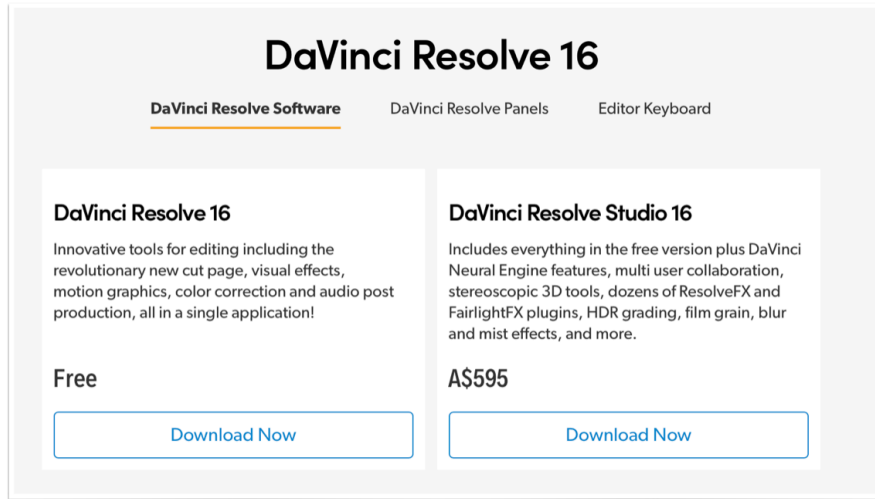 DaVinci Resolve 16
DaVinci Resolve Software
DaVinci Resolve Panels
Editor Keyboard
DaVinci Resolve 16
Innovative tools for editing including the
revolutionary new cut page, visual effects,
motion graphics, color correction and audio post
production, all in a single application!
Free
Download Now
DaVinci Resolve Studio 16
Includes everything in the free version plus DaVinci
Neural Engine features, multi user collaboration,
stereoscopic 3D tools, dozens of ResolveFX and
FairlightFX plugins, HDR grading, film grain, blur
and mist effects, and more.
A$595
Download Now